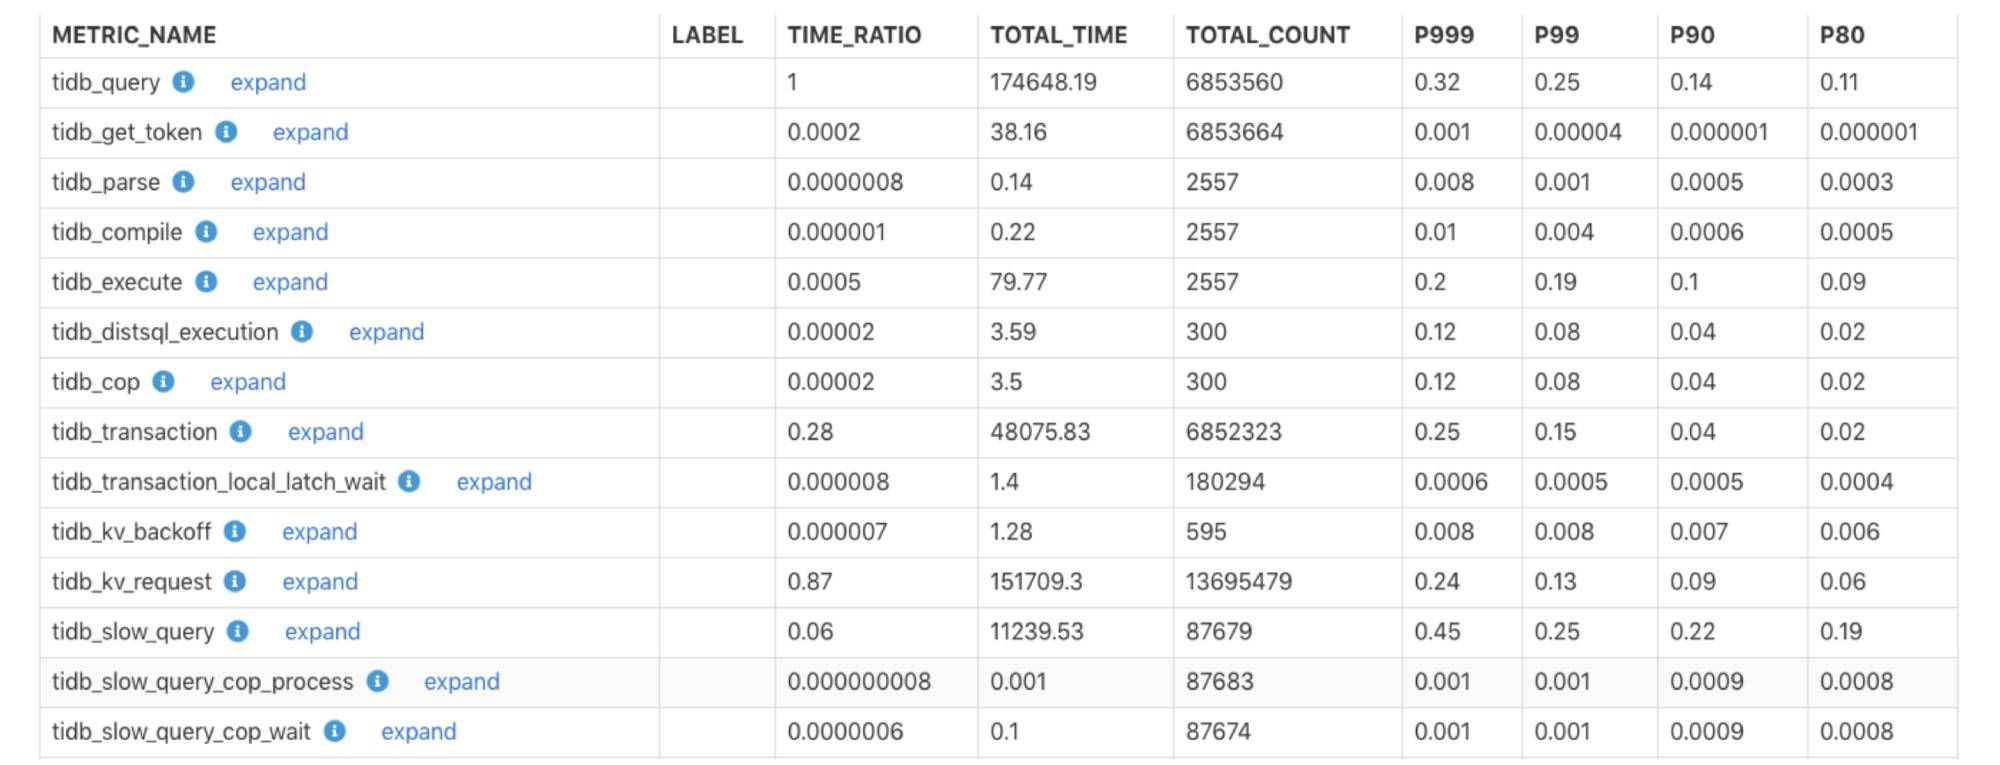 METRIC_NAME LABEL TIME_RATIO TOTAL_TIME TOTAL_COUNT P999 P99 P90 P80
tidb_query i expand 1 174648.19 6853560 0.32 0.25 0.14 0.11
tidb_get_token i expand 0.0002 38.16 6853664 0.001 0.00004 0.000001 0.000001
tidb_parse i expand 0.0000008 0.14 2557 0.008 0.001 0.0005 0.0003
tidb_compile i expand 0.000001 0.22 2557 0.01 0.004 0.0006 0.0005
tidb_execute i expand 0.0005 79.77 2557 0.2 0.19 0.1 0.09
tidb_distsql_execution i expand 0.00002 3.59 300 0.12 0.08 0.04 0.02
tidb_cop i expand 0.00002 3.5 300 0.12 0.08 0.04 0.02
tidb_transaction i expand 0.28 48075.83 6852323 0.25 0.15 0.04 0.02
tidb_transaction_local_latch_wait i expand 0.000008 1.4 180294 0.0006 0.0005 0.0005 0.0004
tidb_kv_backoff i expand 0.000007 1.28 595 0.008 0.008 0.007 0.006
tidb_kv_request i expand 0.87 151709.3 13695479 0.24 0.13 0.09 0.06
tidb_slow_query i expand 0.06 11239.53 87679 0.45 0.25 0.22 0.19
tidb_slow_query_cop_process i expand 0.000000008 0.001 87683 0.001 0.001 0.0009 0.0008
tidb_slow_query_cop_wait i expand 0.0000006 0.1 87674 0.001 0.001 0.0009 0.0008